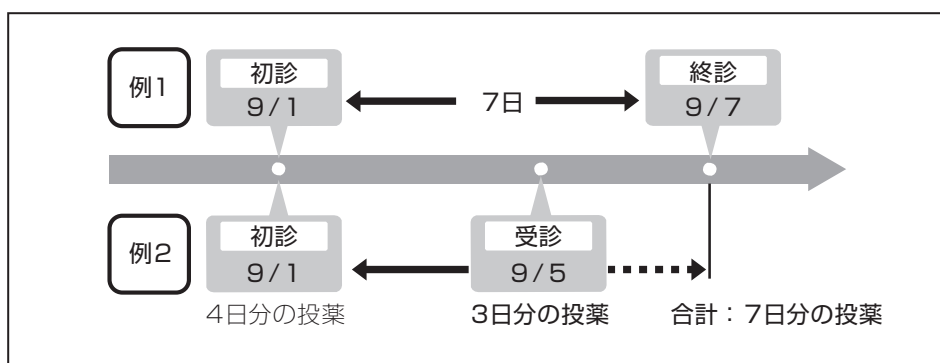 例1
初診
9/1
7日
終診
9/7
例2
初診
9/1
受診
9/5
4日分の投薬
3日分の投薬
合計：7日分の投薬